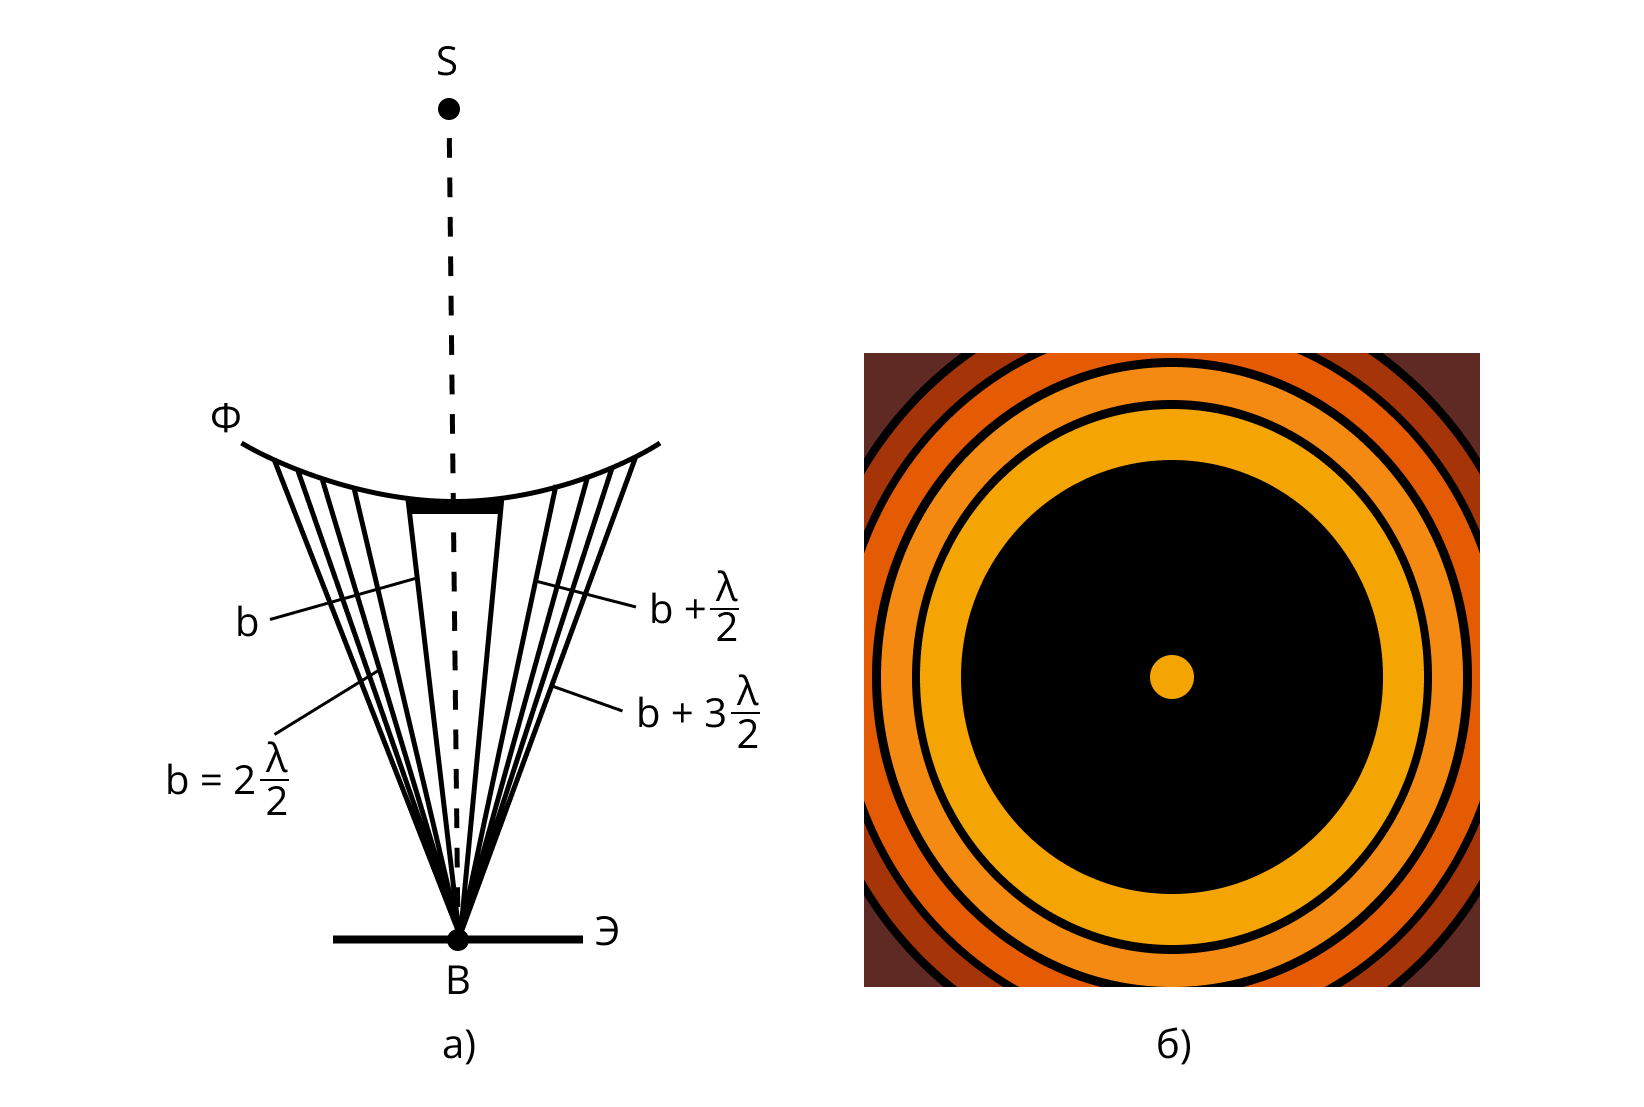 S
Ф
b
b + λ/2
b + 3 λ/2
b = 2 λ/2
Э
B
а)
б)